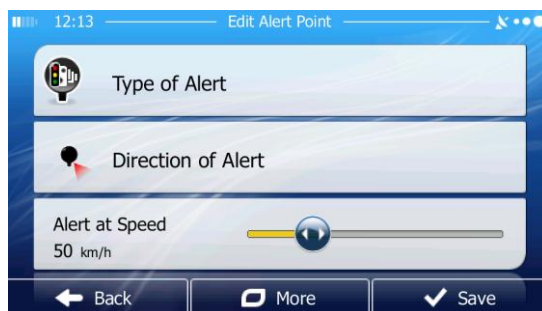 12:13 Edit Alert Point
Type of Alert
Direction of Alert
Alert at Speed
50 km/h
Back More Save